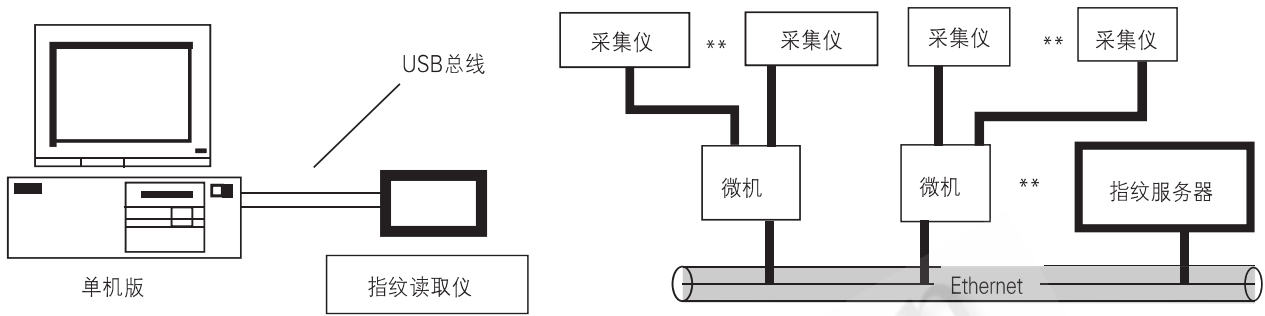 USB总线
单机版
指纹读取仪
采集仪
**
采集仪
采集仪
**
采集仪
微机
微机
**
指纹服务器
Ethernet